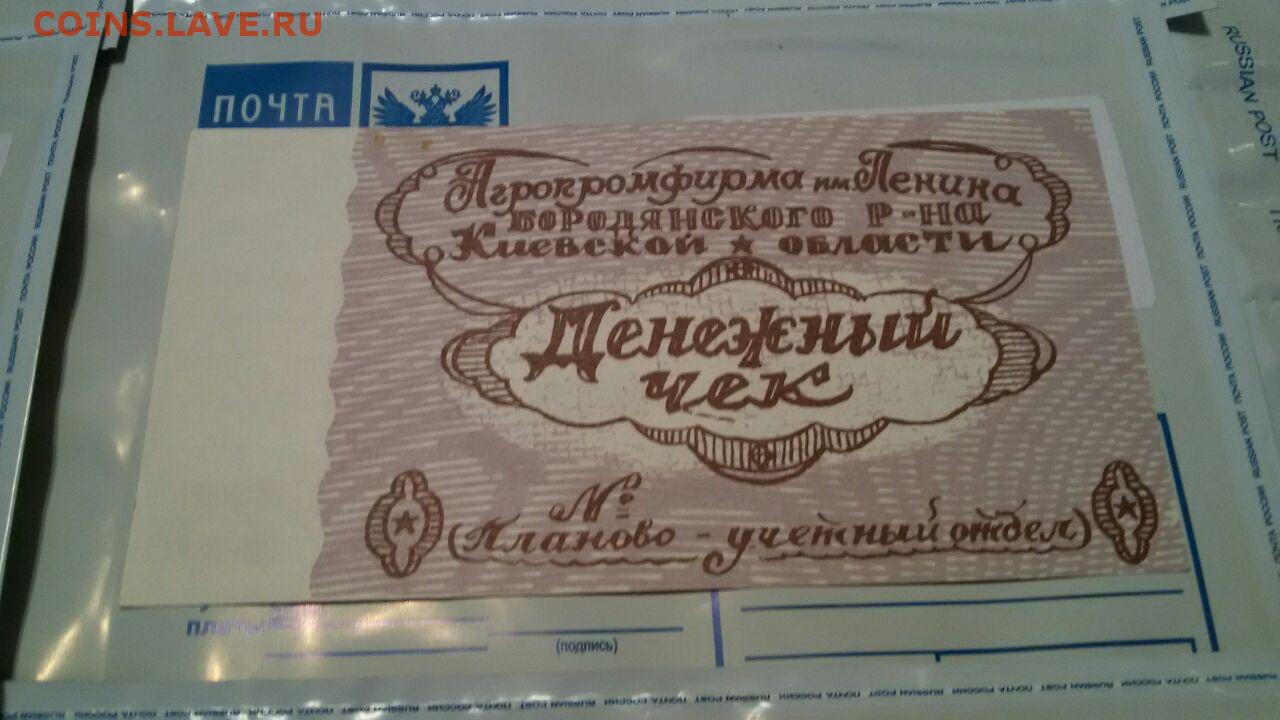 COINS.LAVE.RU
ПОЧТА
RUSSIAN POST
Агропромфирма им Ленина
Бородянского р-на
Киевской ★ области
Денежный
чек
№
(Планово-учетный отдел)
(подпись)